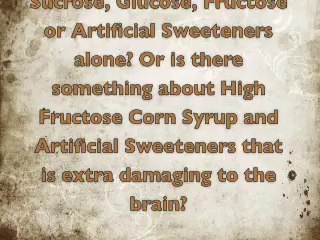 Sucrose, Glucose, Fructose
or Artificial Sweeteners
alone? Or is there
something about High
Fructose Corn Syrup and
Artificial Sweeteners that
is extra damaging to the
brain?